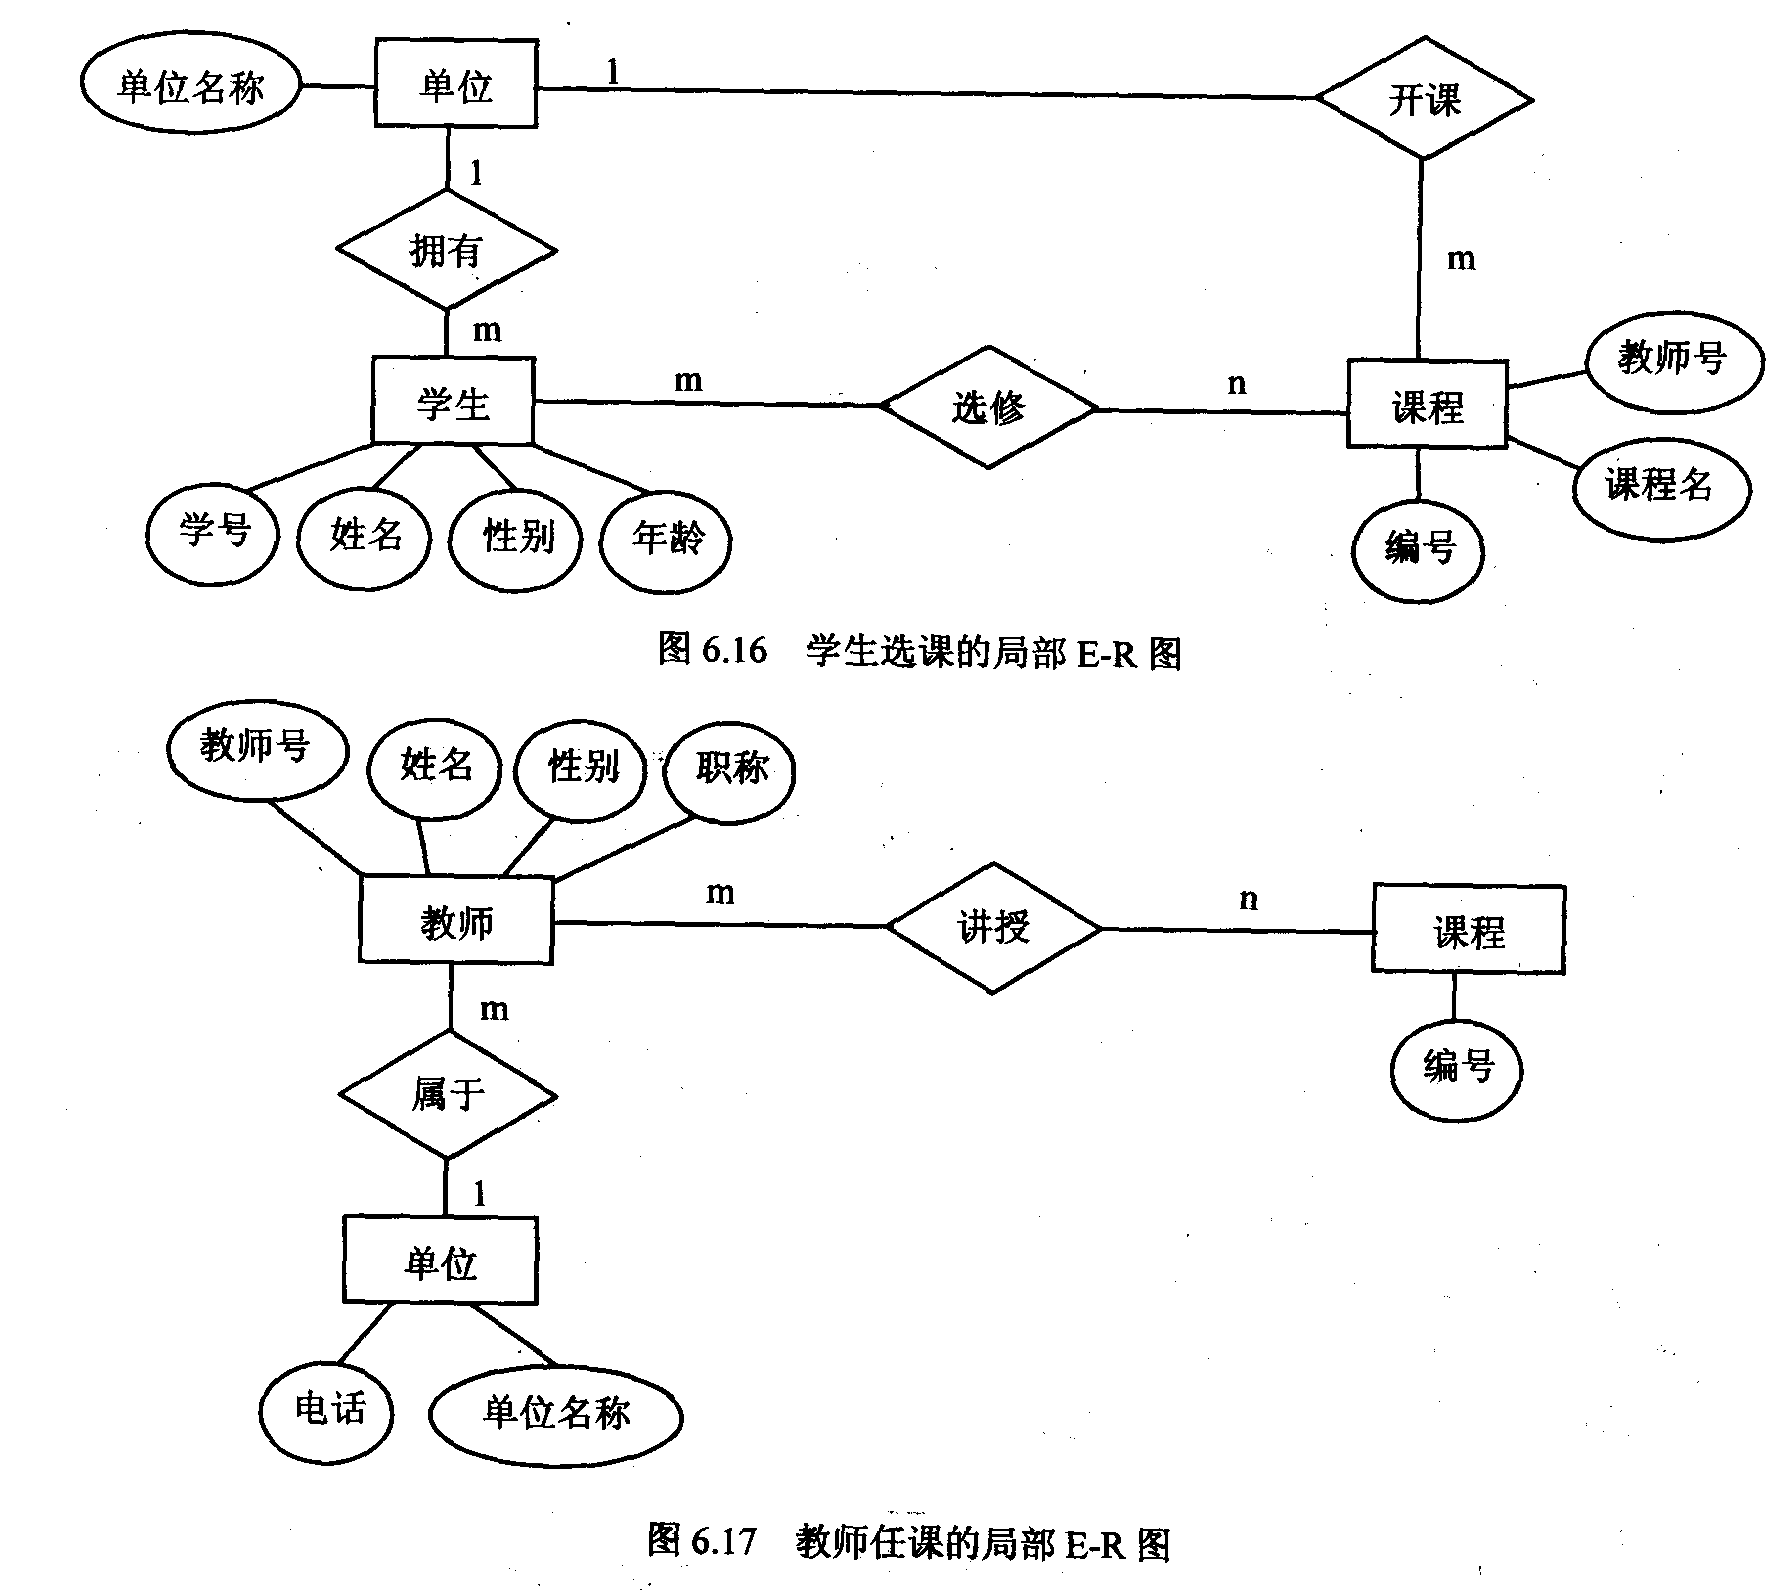 单位名称
单位
1
开课
1
拥有
m
m
学生
m
选修
n
课程
教师号
课程名
学号
姓名
性别
年龄
编号
图 6.16 学生选课的局部 E-R 图
教师号
姓名
性别
职称
教师
m
讲授
n
课程
m
编号
属于
1
单位
电话
单位名称
图 6.17 教师任课的局部 E-R 图